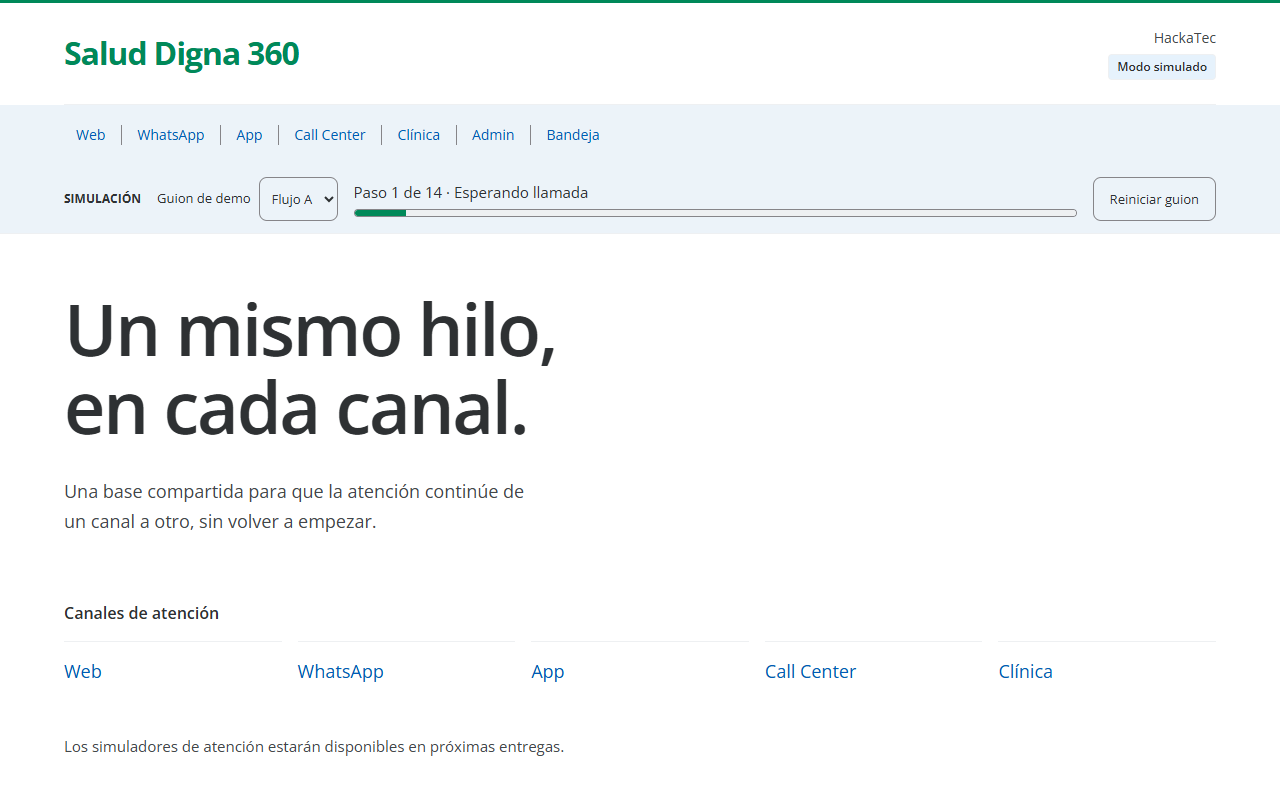 Salud Digna 360
HackaTec
Modo simulado
Web
WhatsApp
App
Call Center
Clínica
Admin
Bandeja
SIMULACIÓN
Guion de demo
Flujo A
Paso 1 de 14 · Esperando llamada
Reiniciar guion
Un mismo hilo,
en cada canal.
Una base compartida para que la atención continúe de
un canal a otro, sin volver a empezar.
Canales de atención
Web
WhatsApp
App
Call Center
Clínica
Los simuladores de atención estarán disponibles en próximas entregas.